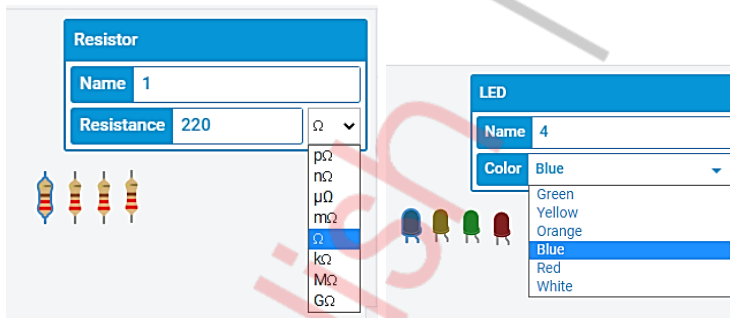 Resistor
Name 1
Resistance 220 Ω
pΩ
nΩ
µΩ
mΩ
Ω
kΩ
MΩ
GΩ
LED
Name 4
Color Blue
Green
Yellow
Orange
Blue
Red
White